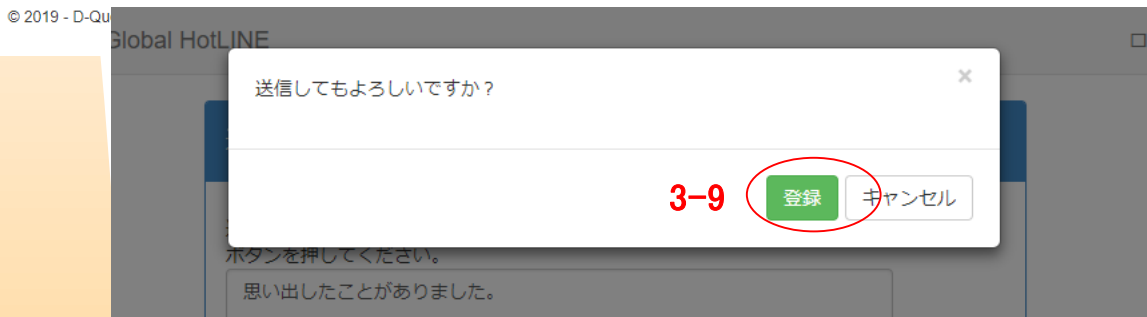 © 2019 - D-Qu
Global HotLINE
送信してもよろしいですか？
×
3-9
登録
キャンセル
ボタンを押してください。
思い出したことがありました。